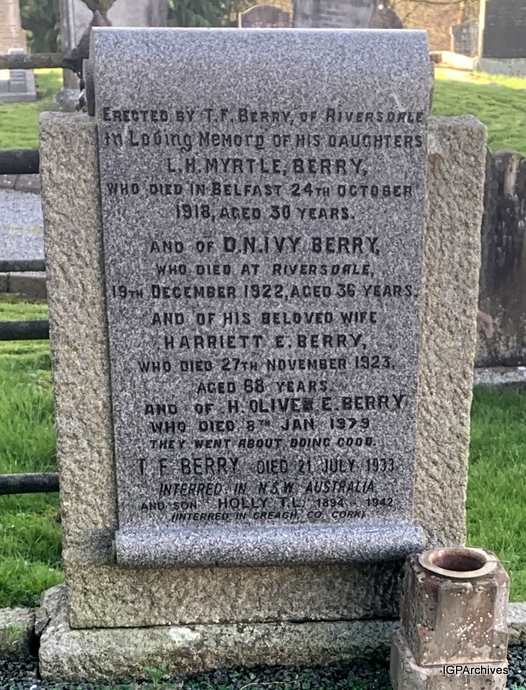 ERECTED BY T.F. BERRY, OF RIVERSDALE
In Loving Memory OF HIS DAUGHTERS
L.H. MYRTLE, BERRY,
WHO DIED IN BELFAST 24TH OCTOBER
1918, AGED 30 YEARS.
AND OF D.N. IVY BERRY,
WHO DIED AT RIVERSDALE,
19TH DECEMBER 1922, AGED 36 YEARS.
AND OF HIS BELOVED WIFE
HARRIETT E. BERRY,
WHO DIED 27TH NOVEMBER 1923,
AGED 68 YEARS.
AND OF H. OLIVE E. BERRY
WHO DIED 8TH JAN 1979
THEY WENT ABOUT DOING GOOD.
T. F. BERRY DIED 21 JULY 1933
INTERRED IN N.S.W. AUSTRALIA
AND SON HOLLY T.L. 1894 - 1942
(INTERRED IN CREAGH, CO. CORK)
IGPArchives